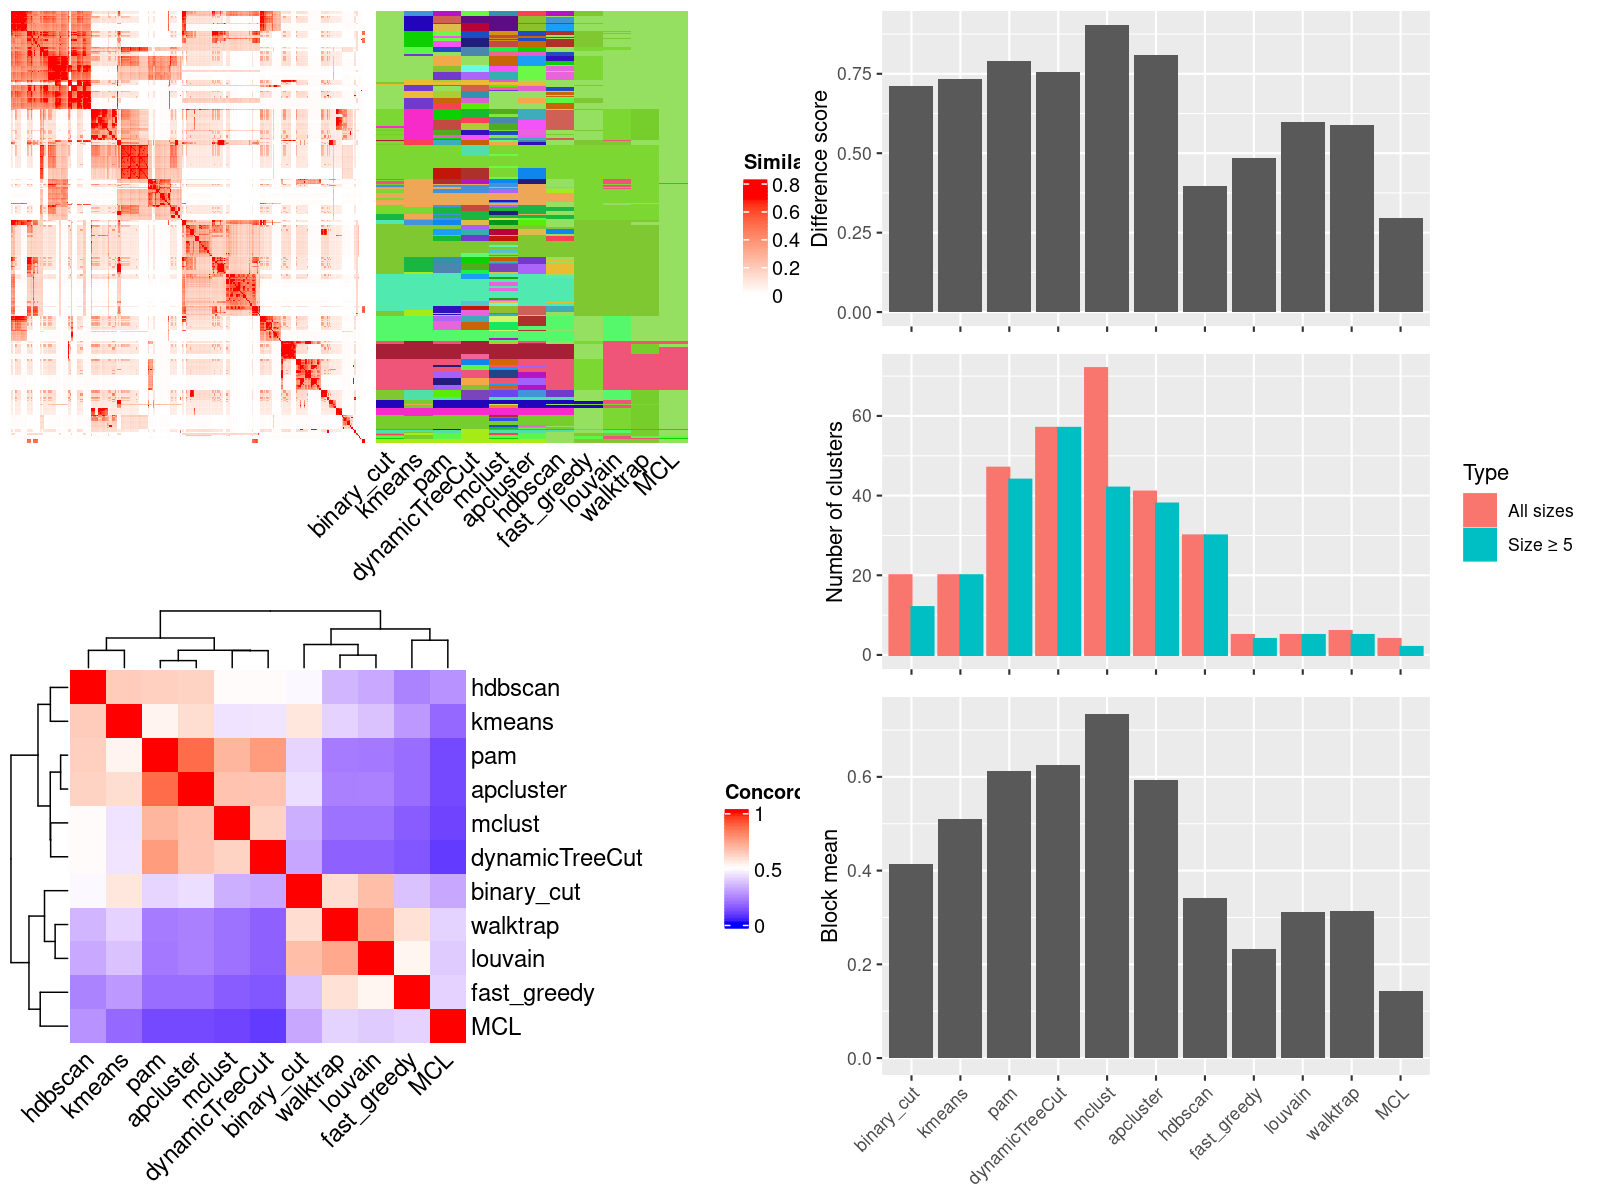 Simila
0.8
0.6
0.4
0.2
0
binary_cut
kmeans
pam
dynamicTreeCut
mclust
apcluster
hdbscan
fast_greedy
louvain
walktrap
MCL
Difference score
0.75
0.50
0.25
0.00
Number of clusters
60
40
20
0
Type
All sizes
Size ≥ 5
hdbscan
kmeans
pam
apcluster
mclust
dynamicTreeCut
binary_cut
walktrap
louvain
fast_greedy
MCL
hdbscan
kmeans
pam
apcluster
mclust
dynamicTreeCut
binary_cut
walktrap
louvain
fast_greedy
MCL
Concord
1
0.5
0
Block mean
0.6
0.4
0.2
0.0
binary_cut
kmeans
pam
dynamicTreeCut
mclust
apcluster
hdbscan
fast_greedy
louvain
walktrap
MCL